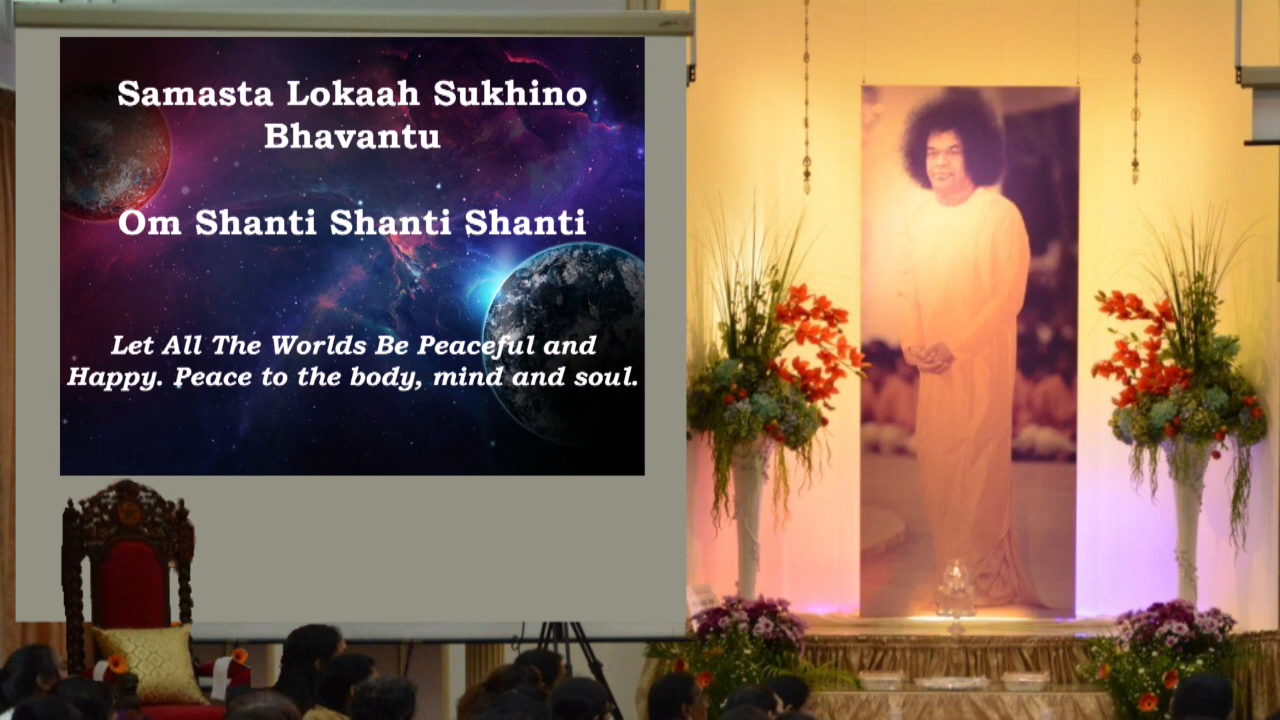 Samasta Lokaah Sukhino
Bhavantu
Om Shanti Shanti Shanti
Let All The Worlds Be Peaceful and
Happy. Peace to the body, mind and soul.